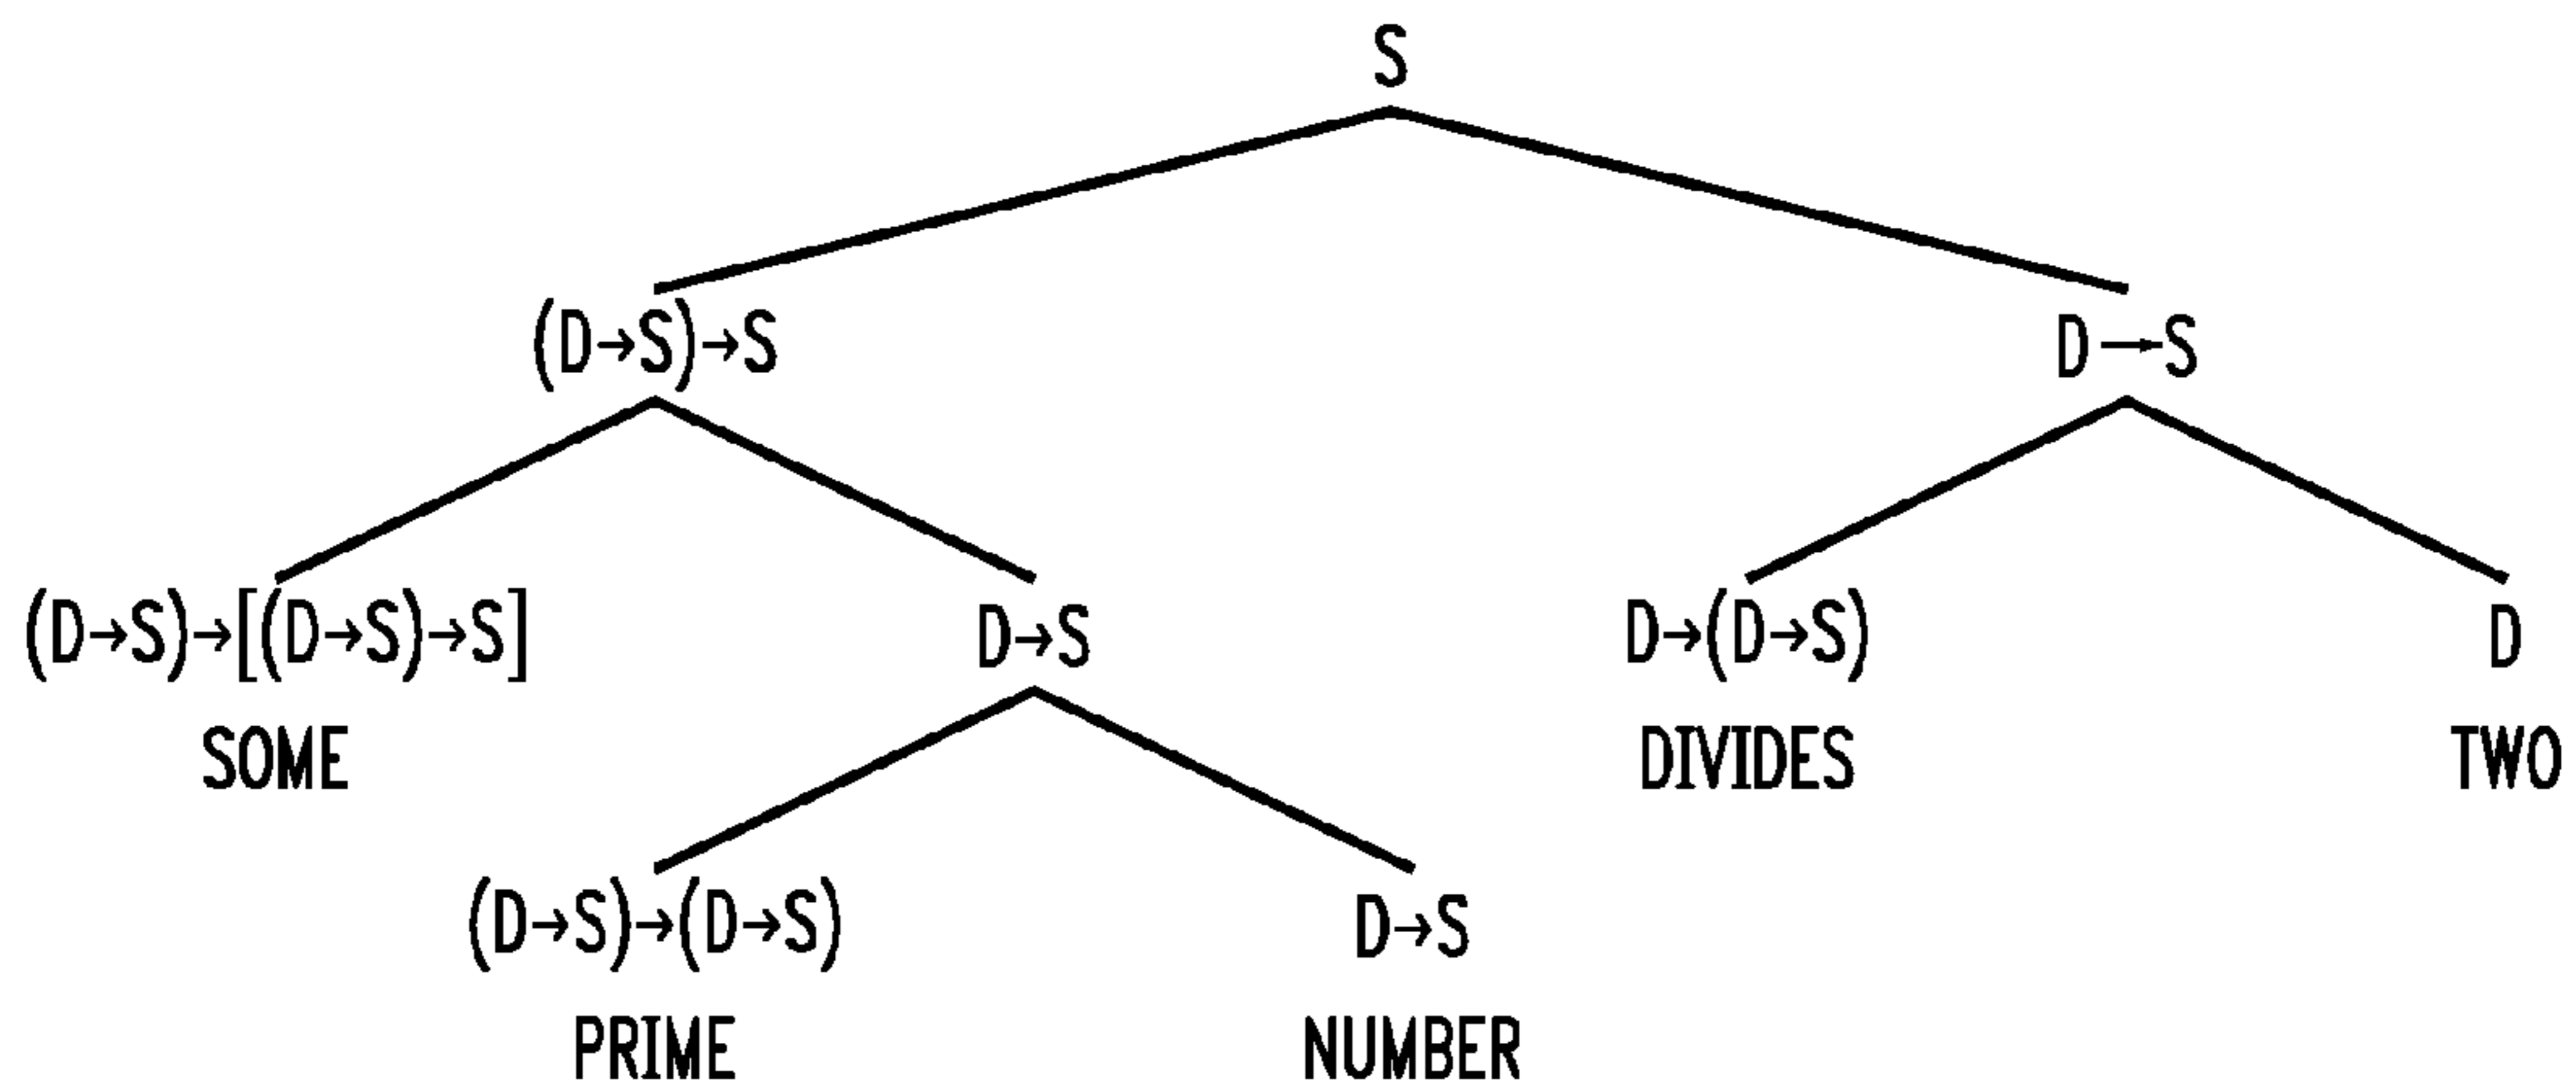 S
(D→S)→S D→S
(D→S)→[(D→S)→S] D→S D→(D→S) D
SOME DIVIDES TWO
(D→S)→(D→S) D→S
PRIME NUMBER